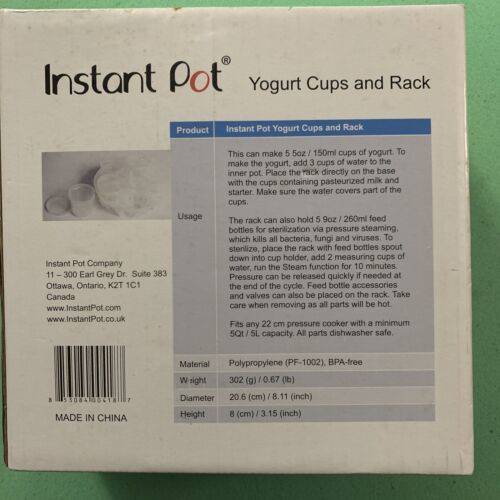 Instant Pot®
Yogurt Cups and Rack
Product
Instant Pot Yogurt Cups and Rack
Usage
This can make 5 5oz / 150ml cups of yogurt. To
make the yogurt, add 3 cups of water to the
inner pot. Place the rack directly on the base
with the cups containing pasteurized milk and
starter. Make sure the water covers part of the
cups.
The rack can also hold 5 9oz / 260ml feed
bottles for sterilization via pressure steaming,
which kills all bacteria, fungi and viruses. To
sterilize, place the rack with feed bottles spout
down into cup holder, add 2 measuring cups of
water, run the Steam function for 10 minutes.
Pressure can be released quickly if needed at
the end of the cycle. Feed bottle accessories
and valves can also be placed on the rack. Take
care when removing as all parts will be hot.
Fits any 22 cm pressure cooker with a minimum
5Qt / 5L capacity. All parts dishwasher safe.
Material
Polypropylene (PF-1002), BPA-free
Weight
302 (g) / 0.67 (lb)
Diameter
20.6 (cm) / 8.11 (inch)
Height
8 (cm) / 3.15 (inch)
Instant Pot Company
11 – 300 Earl Grey Dr. Suite 383
Ottawa, Ontario, K2T 1C1
Canada
www.InstantPot.com
www.InstantPot.co.uk
8 53084 00418 7
MADE IN CHINA